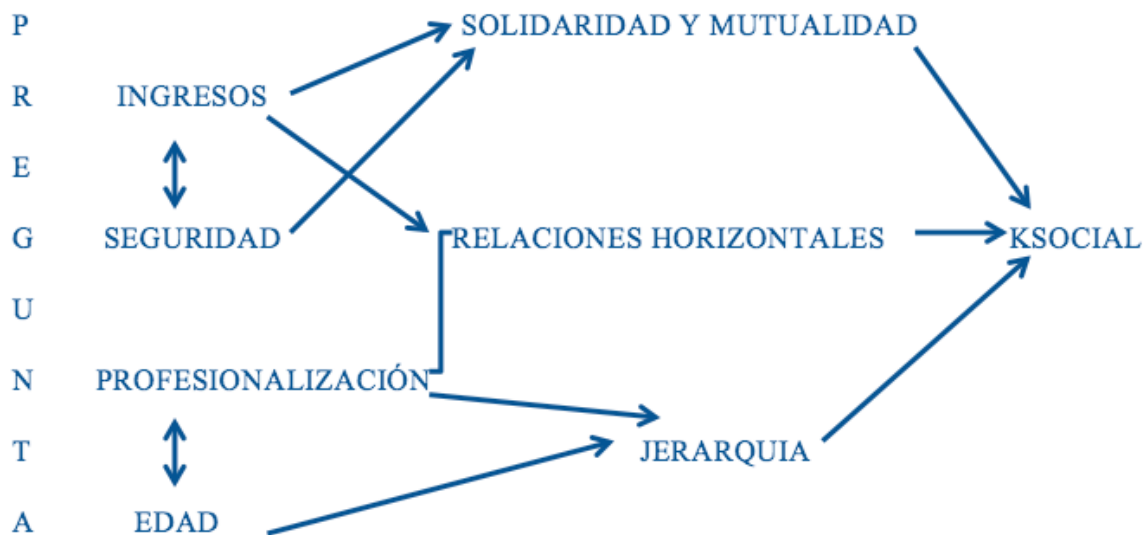 P SOLIDARIDAD Y MUTUALIDAD
R INGRESOS
E
G SEGURIDAD RELACIONES HORIZONTALES KSOCIAL
U
N PROFESIONALIZACIÓN
T JERARQUIA
A EDAD